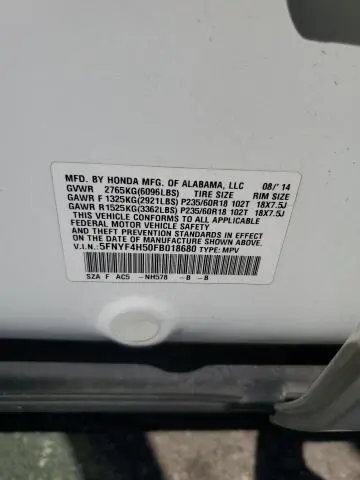 MFD. BY HONDA MFG. OF ALABAMA, LLC 08/'14
GVWR 2765KG(6096LBS) TIRE SIZE RIM SIZE
GAWR F 1325KG(2921LBS) P235/60R18 102T 18X7.5J
GAWR R1525KG(3362LBS) P235/60R18 102T 18X7.5J
THIS VEHICLE CONFORMS TO ALL APPLICABLE
FEDERAL MOTOR VEHICLE SAFETY
AND THEFT PREVENTION STANDARDS IN EFFECT
ON THE DATE OF MANUFACTURE SHOWN ABOVE.
V.I.N.: 5FNYF4H50FB018680 TYPE: MPV
SZA F AC5 -NH578 -B -B